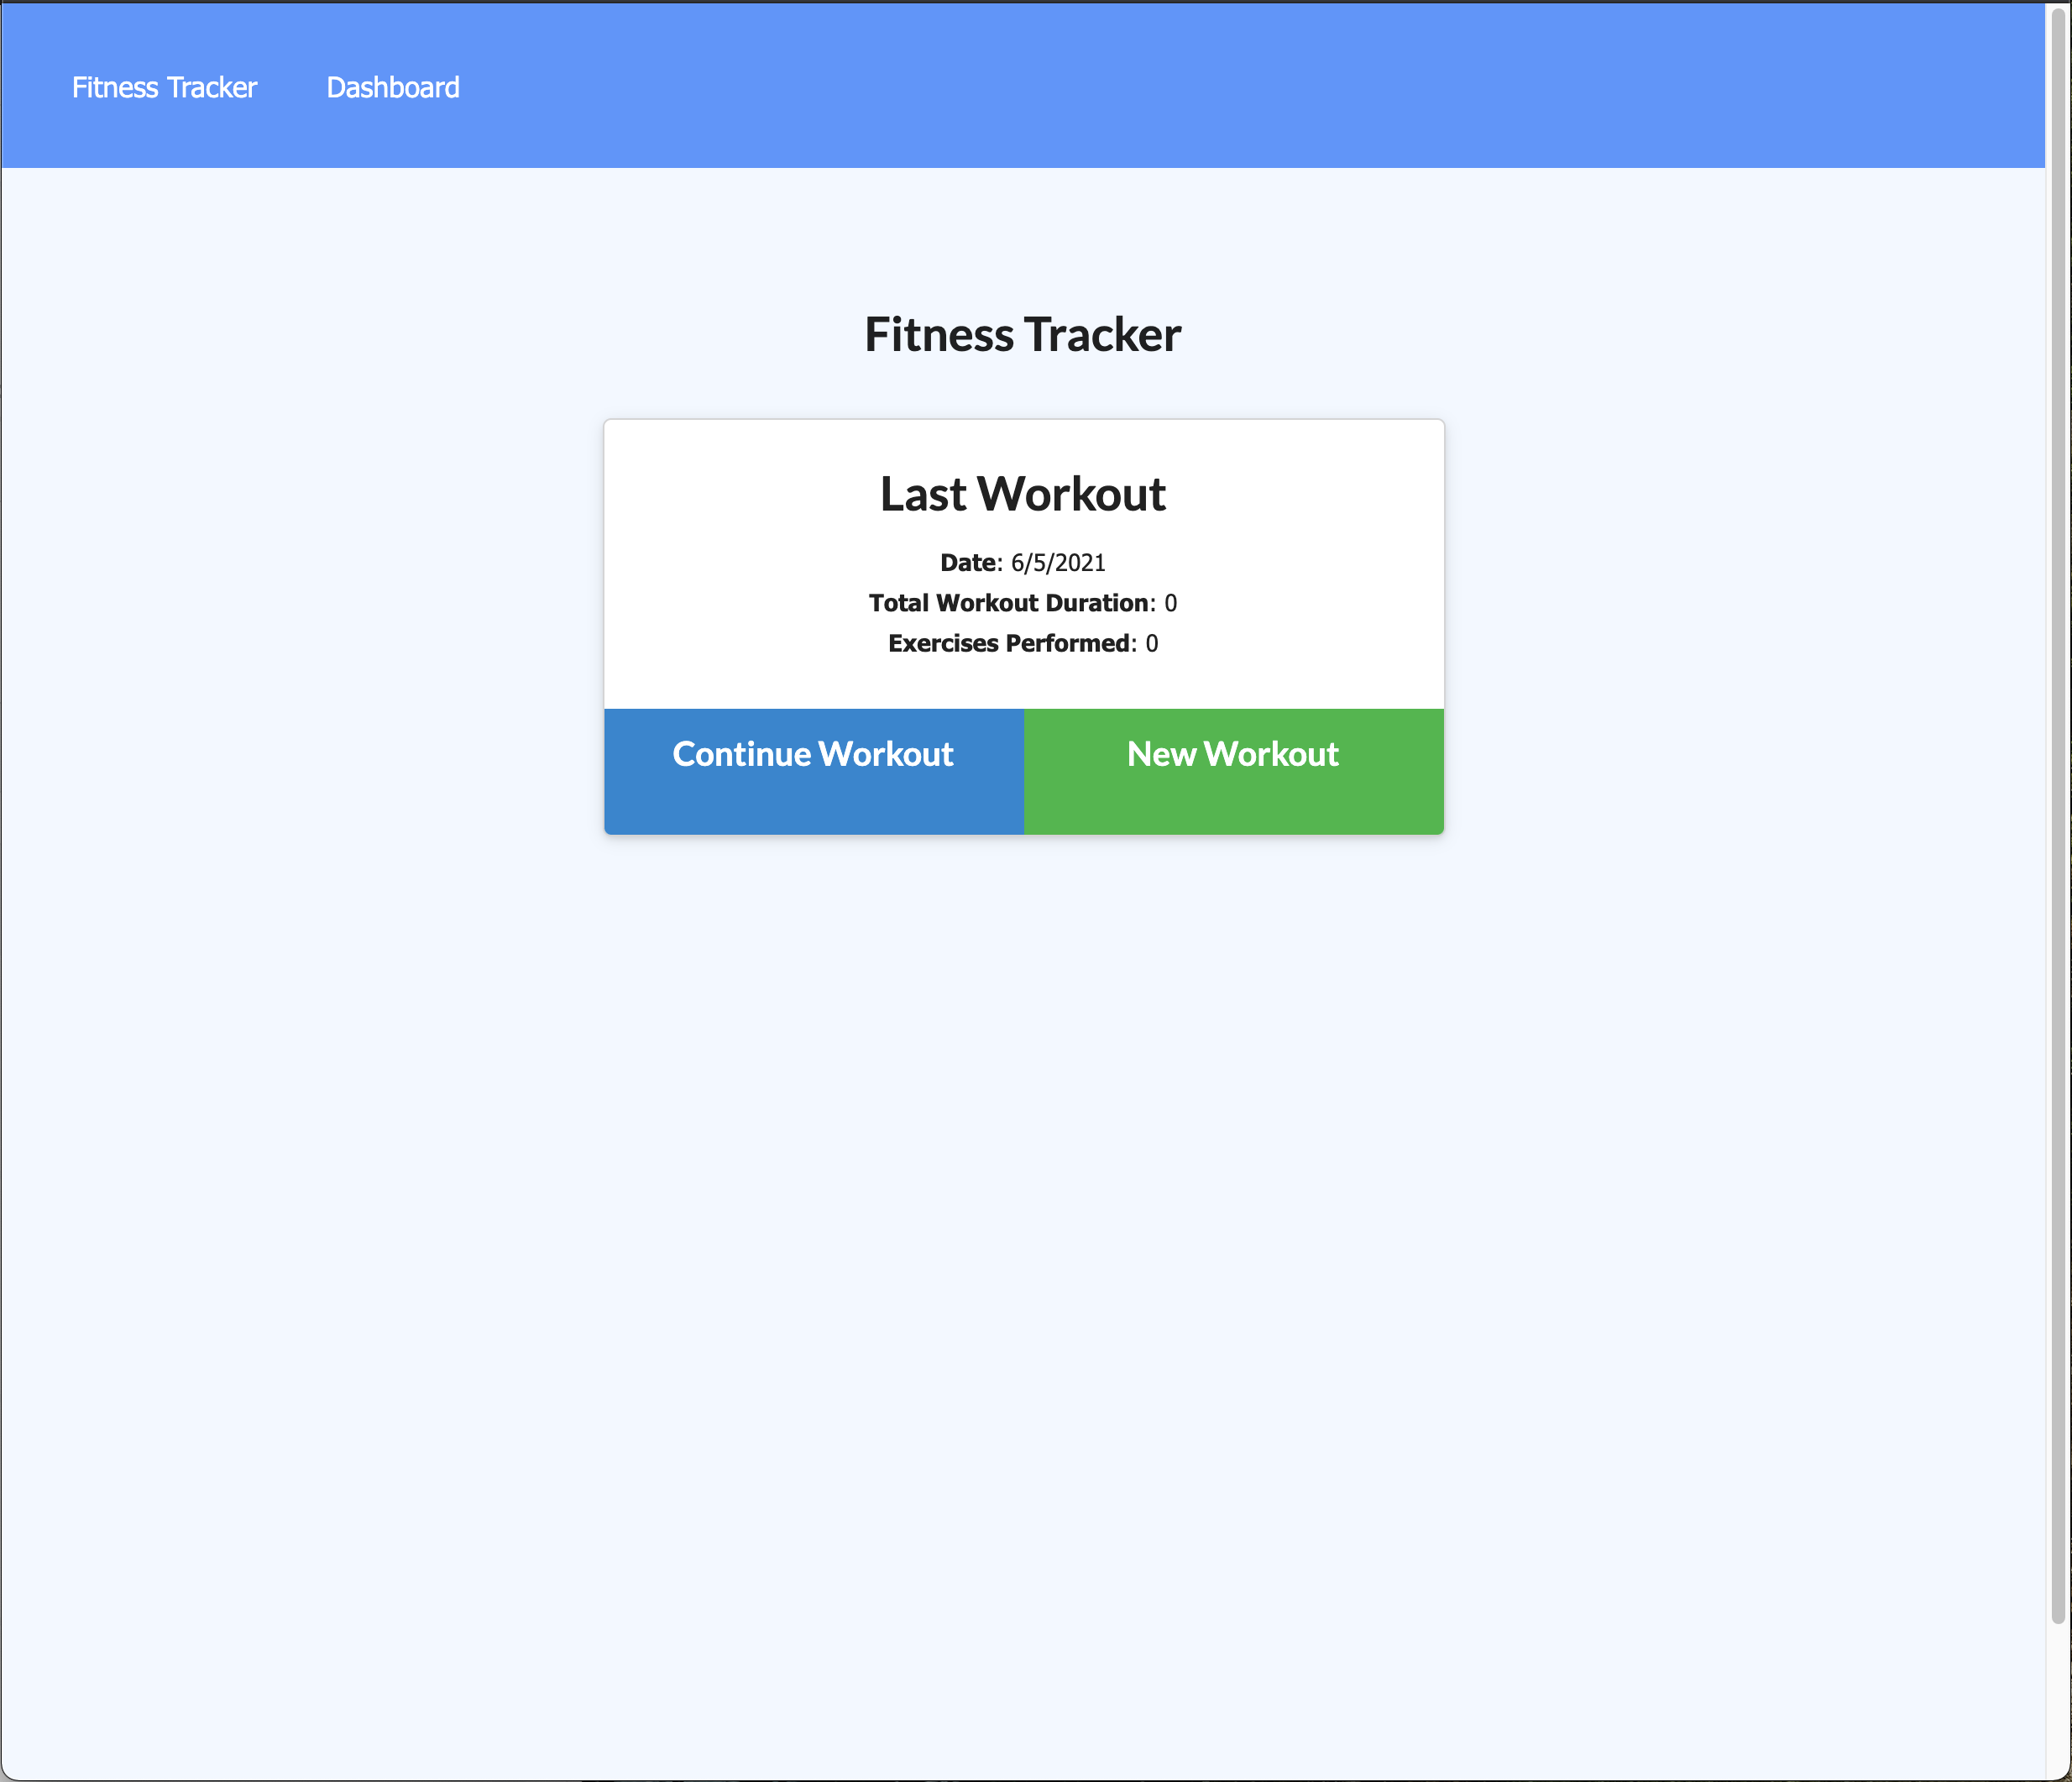 Fitness Tracker Dashboard
Fitness Tracker
Last Workout
Date: 6/5/2021
Total Workout Duration: 0
Exercises Performed: 0
Continue Workout New Workout